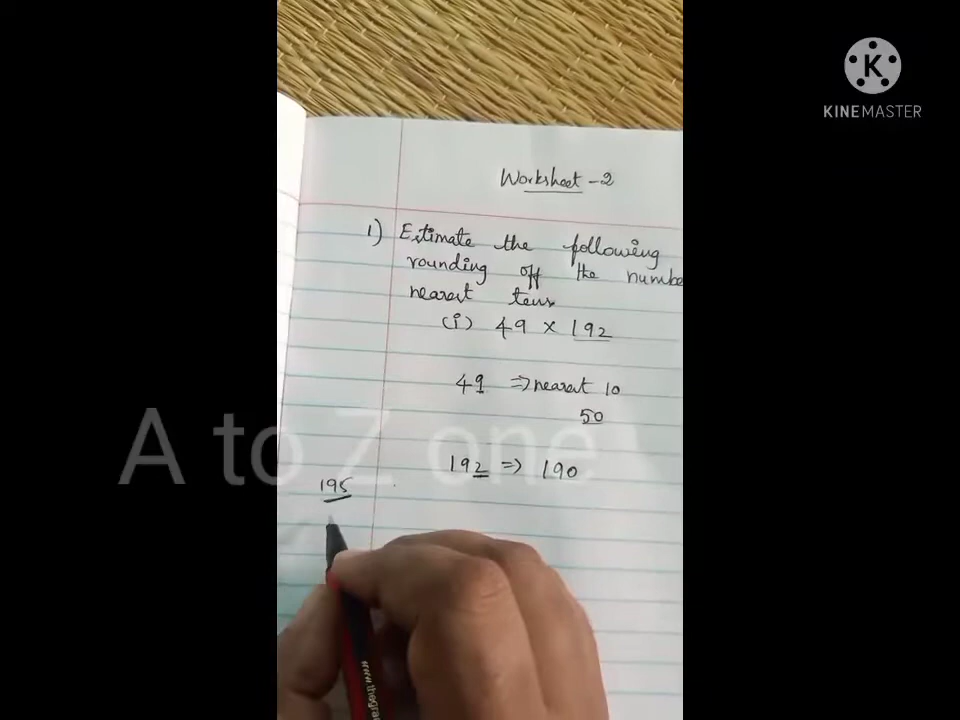 KINEMASTER
Worksheet - 2
1) Estimate the following
rounding off the numbe
nearest tens
(i) 49 × 192
49 ⇒ nearest 10
50
192 ⇒ 190
195
A to Z one